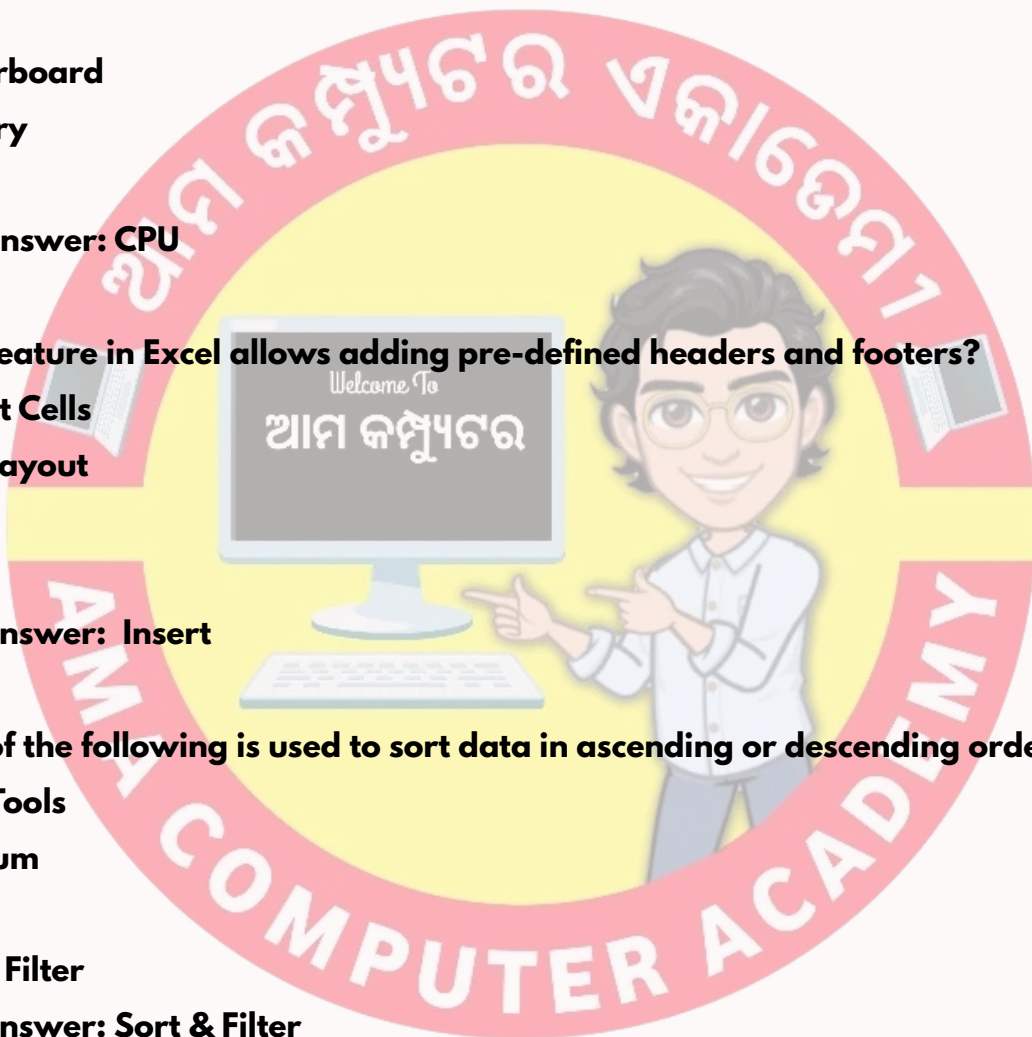 rboard
ry
nswer: CPU
eature in Excel allows adding pre-defined headers and footers?
t Cells
ayout
nswer: Insert
of the following is used to sort data in ascending or descending orde
Tools
um
Filter
nswer: Sort & Filter
ଆମ କମ୍ପ୍ୟୁଟର ଏକାଡେମୀ
Welcome To
ଆମ କମ୍ପ୍ୟୁଟର
AMA COMPUTER ACADEMY